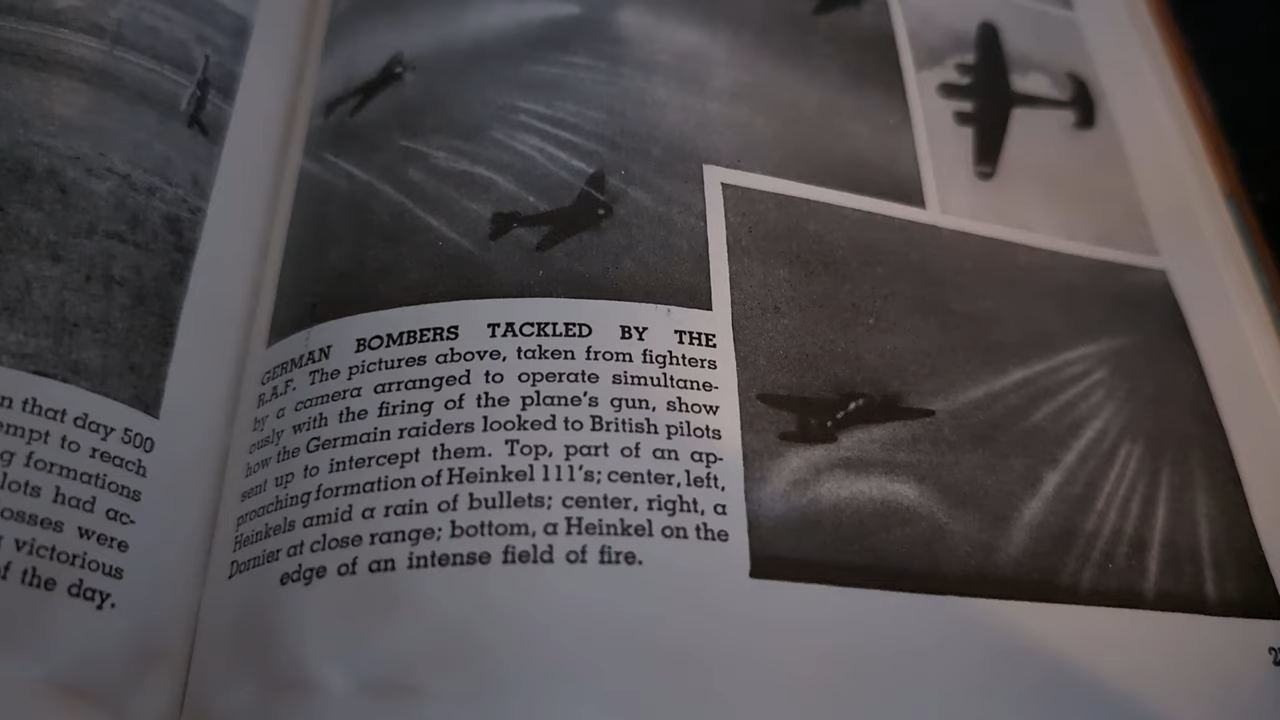 n that day 500
empt to reach
g formations
lots had ac-
osses were
victorious
f the day.
GERMAN BOMBERS TACKLED BY THE
R.A.F. The pictures above, taken from fighters
by a camera arranged to operate simultane-
ously with the firing of the plane's gun, show
how the Germain raiders looked to British pilots
sent up to intercept them. Top, part of an ap-
proaching formation of Heinkel 111's; center, left,
Heinkels amid a rain of bullets; center, right, a
Dornier at close range; bottom, a Heinkel on the
edge of an intense field of fire.